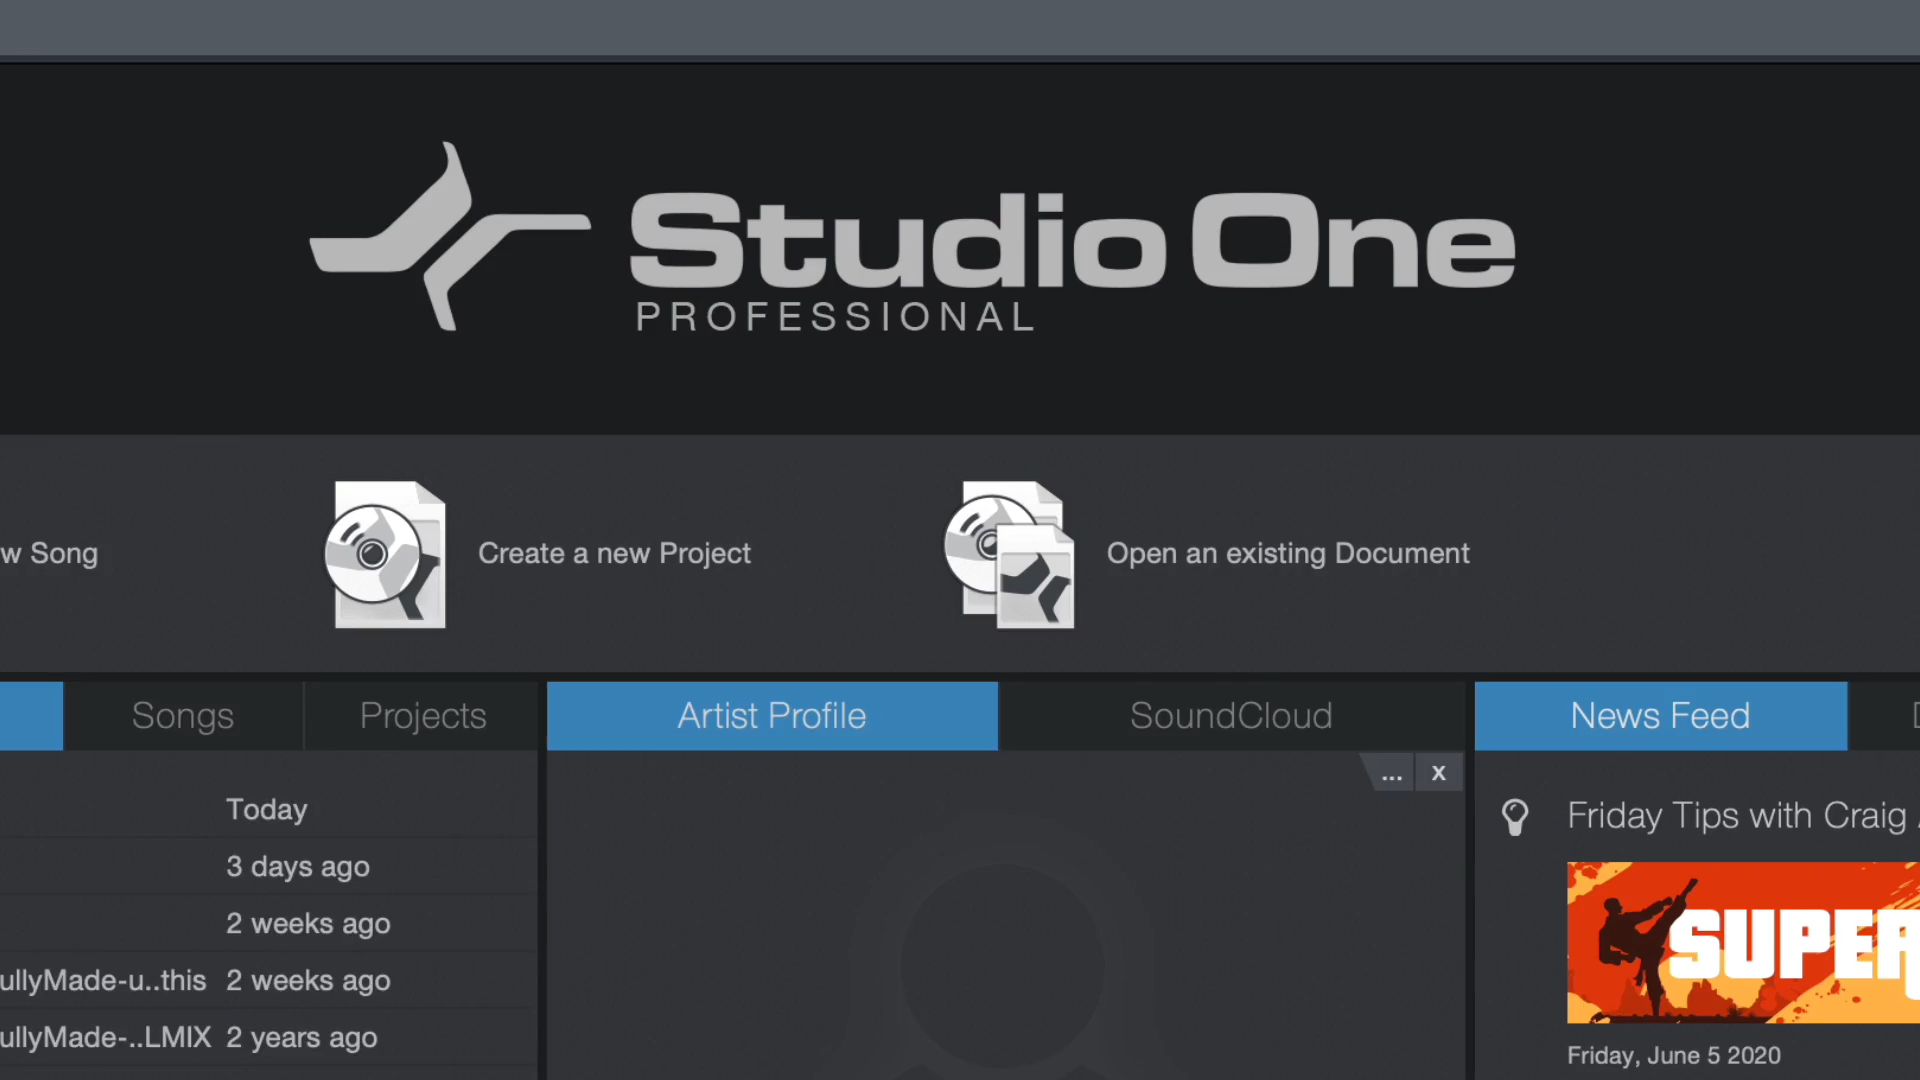 Studio One
PROFESSIONAL
w Song
Create a new Project
Open an existing Document
Songs
Projects
Artist Profile
SoundCloud
News Feed
... x
Today
3 days ago
2 weeks ago
ullyMade-u..this 2 weeks ago
ullyMade-..LMIX 2 years ago
Friday Tips with Craig
SUPER
Friday, June 5 2020